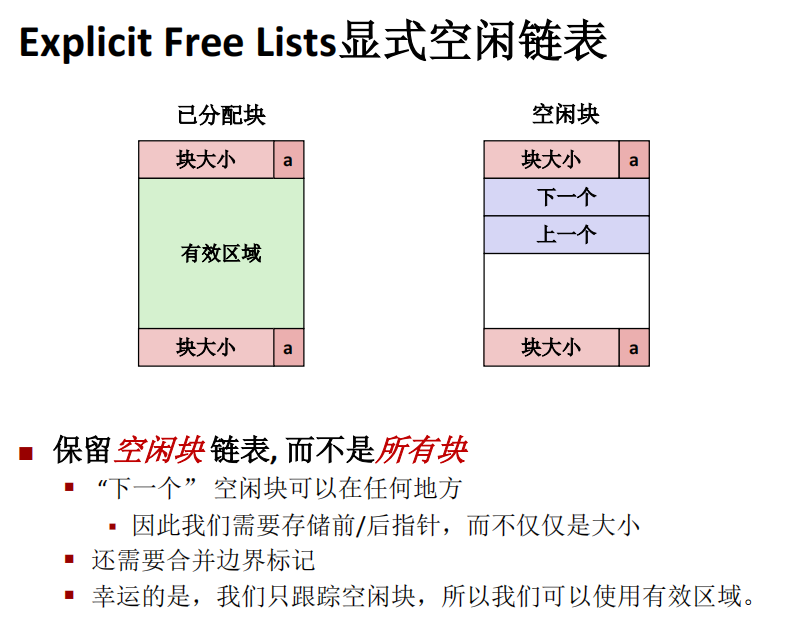 Explicit Free Lists显式空闲链表
已分配块
空闲块
块大小 a
块大小 a
下一个
上一个
有效区域
块大小 a
块大小 a
保留空闲块 链表, 而不是所有块
“下一个” 空闲块可以在任何地方
因此我们需要存储前/后指针，而不仅仅是大小
还需要合并边界标记
幸运的是，我们只跟踪空闲块，所以我们可以使用有效区域。